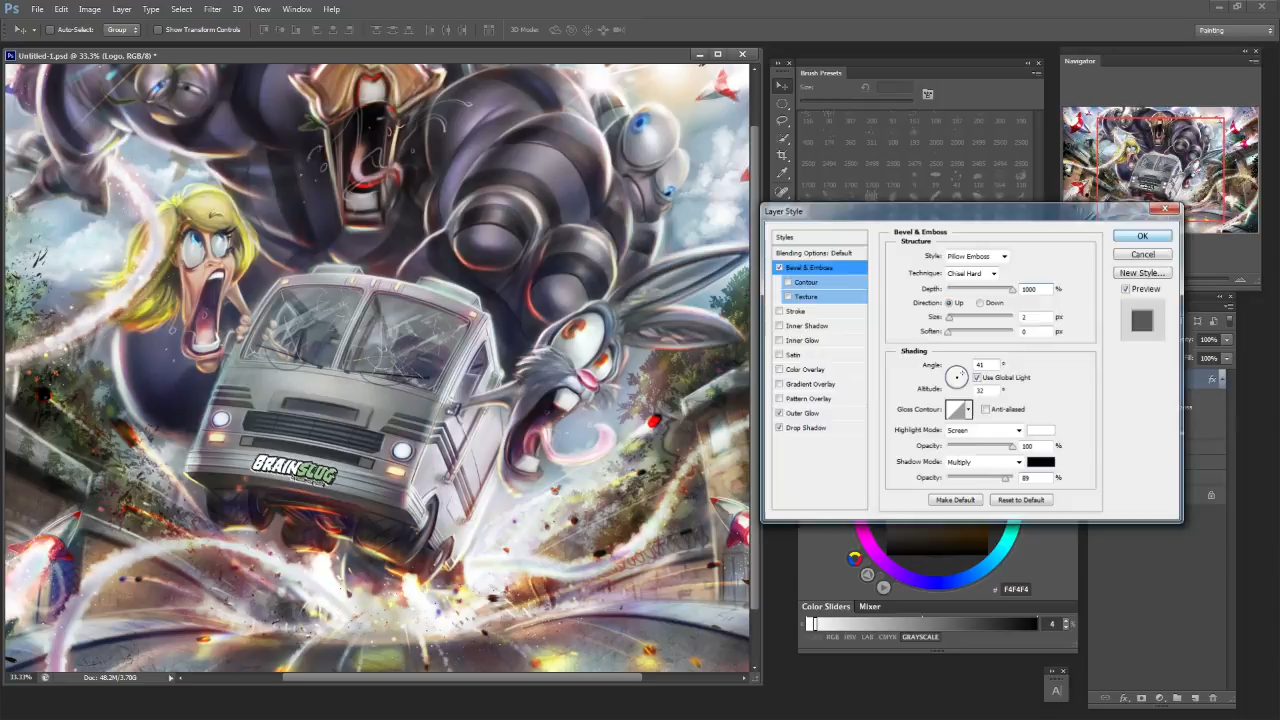 Ps File Edit Image Layer Type Select Filter 3D View Window Help
Auto-Select: Group Show Transform Controls 3D Mode: Painting
Untitled-1.psd @ 33.3% (Logo, RGB/8) *
Brush Presets
Size:
Navigator
Layer Style
Styles
Blending Options: Default
Bevel & Emboss
Contour
Texture
Stroke
Inner Shadow
Inner Glow
Satin
Color Overlay
Gradient Overlay
Pattern Overlay
Outer Glow
Drop Shadow
Bevel & Emboss
Structure
Style: Pillow Emboss
Technique: Chisel Hard
Depth: 1000 %
Direction: Up Down
Size: 2 px
Soften: 0 px
Shading
Angle: 41 °
Use Global Light
Altitude: 32 °
Gloss Contour: Anti-aliased
Highlight Mode: Screen
Opacity: 100 %
Shadow Mode: Multiply
Opacity: 89 %
Make Default Reset to Default
OK
Cancel
New Style...
Preview
100%
100%
fx
BRAINSLUG
# F4F4F4
Color Sliders Mixer
K 4 %
RGB HSV LAB CMYK GRAYSCALE
A
33.33% Doc: 48.2M/3.70G